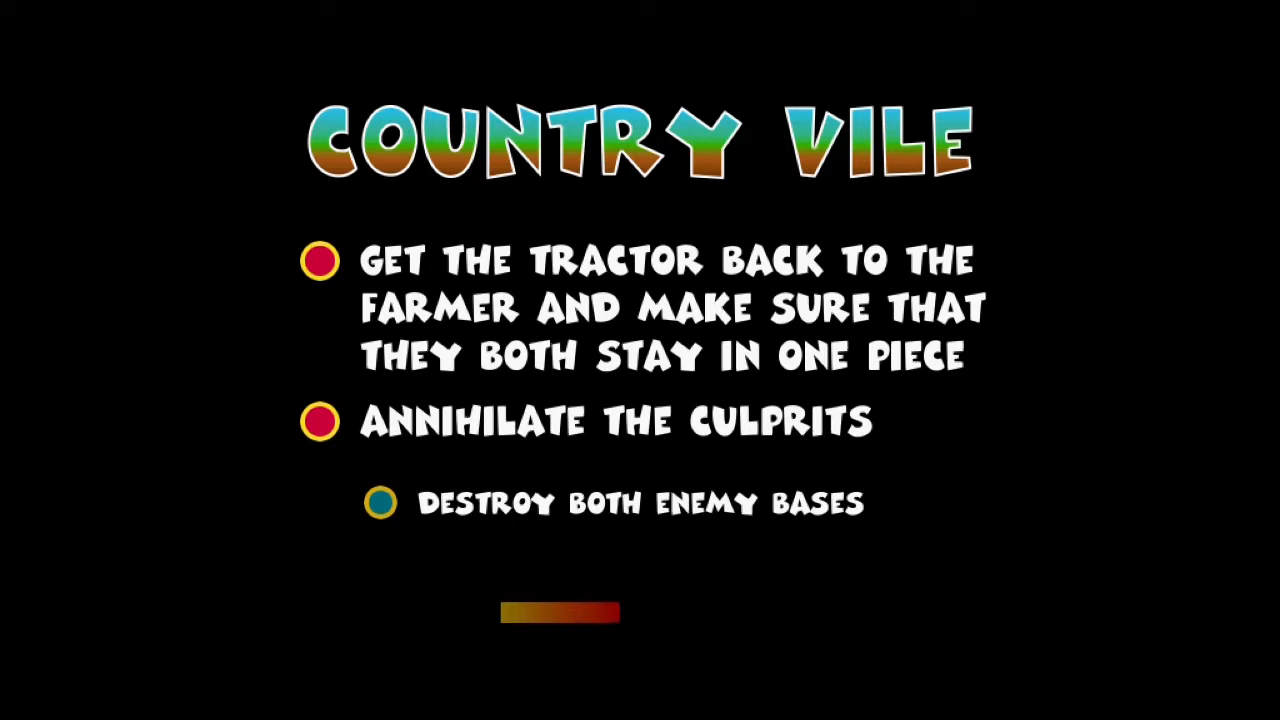 COUNTRY VILE
GET THE TRACTOR BACK TO THE
FARMER AND MAKE SURE THAT
THEY BOTH STAY IN ONE PIECE
ANNIHILATE THE CULPRITS
DESTROY BOTH ENEMY BASES